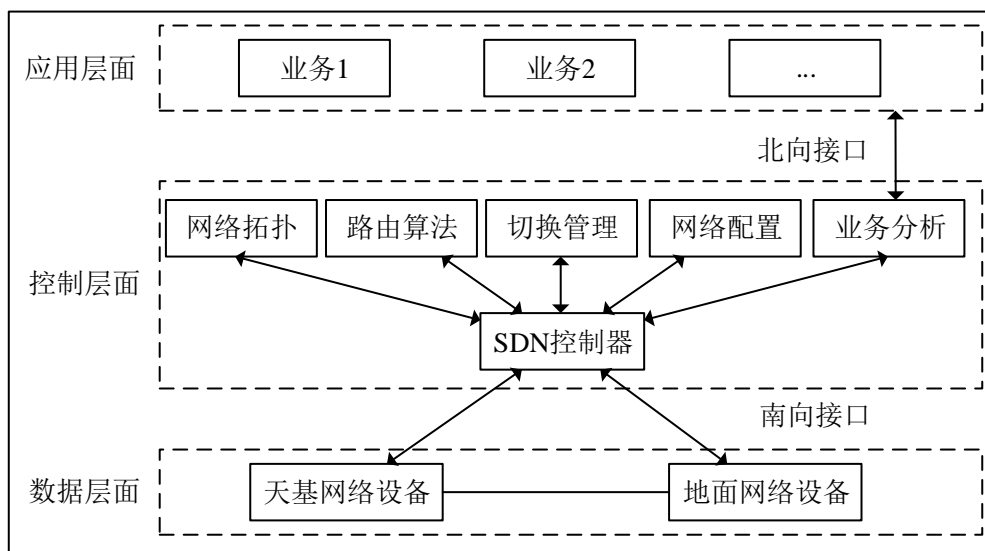 应用层面
业务1
业务2
...
北向接口
网络拓扑
路由算法
切换管理
网络配置
业务分析
控制层面
SDN控制器
南向接口
数据层面
天基网络设备
地面网络设备